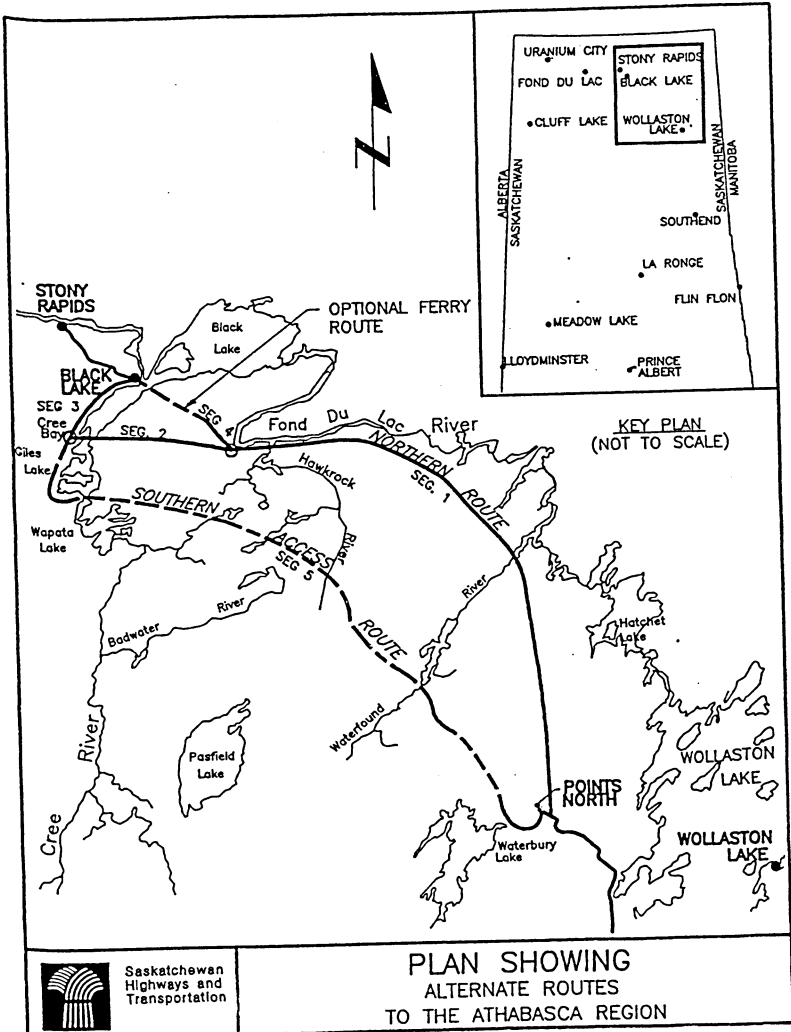 N
URANIUM CITY
STONY RAPIDS
FOND DU LAC
BLACK LAKE
CLUFF LAKE
WOLLASTON
LAKE
ALBERTA
SASKATCHEWAN
SASKATCHEWAN
MANITOBA
SOUTHEND
LA RONGE
FLIN FLON
MEADOW LAKE
LLOYDMINSTER
PRINCE
ALBERT
KEY PLAN
(NOT TO SCALE)
STONY
RAPIDS
Black
Lake
OPTIONAL FERRY
ROUTE
BLACK
LAKE
SEG 3
SEG 4
Cree
Bay
SEG. 2
Fond Du Lac River
Giles
Lake
NORTHERN ROUTE
SEG. 1
Hawkrock River
SOUTHERN ACCESS ROUTE
SEG 5
Wapata
Lake
Badwater River
Waterfound River
Hatchet
Lake
Cree River
Pasfield
Lake
WOLLASTON
LAKE
POINTS
NORTH
Waterbury
Lake
WOLLASTON
LAKE
Saskatchewan
Highways and
Transportation
PLAN SHOWING
ALTERNATE ROUTES
TO THE ATHABASCA REGION